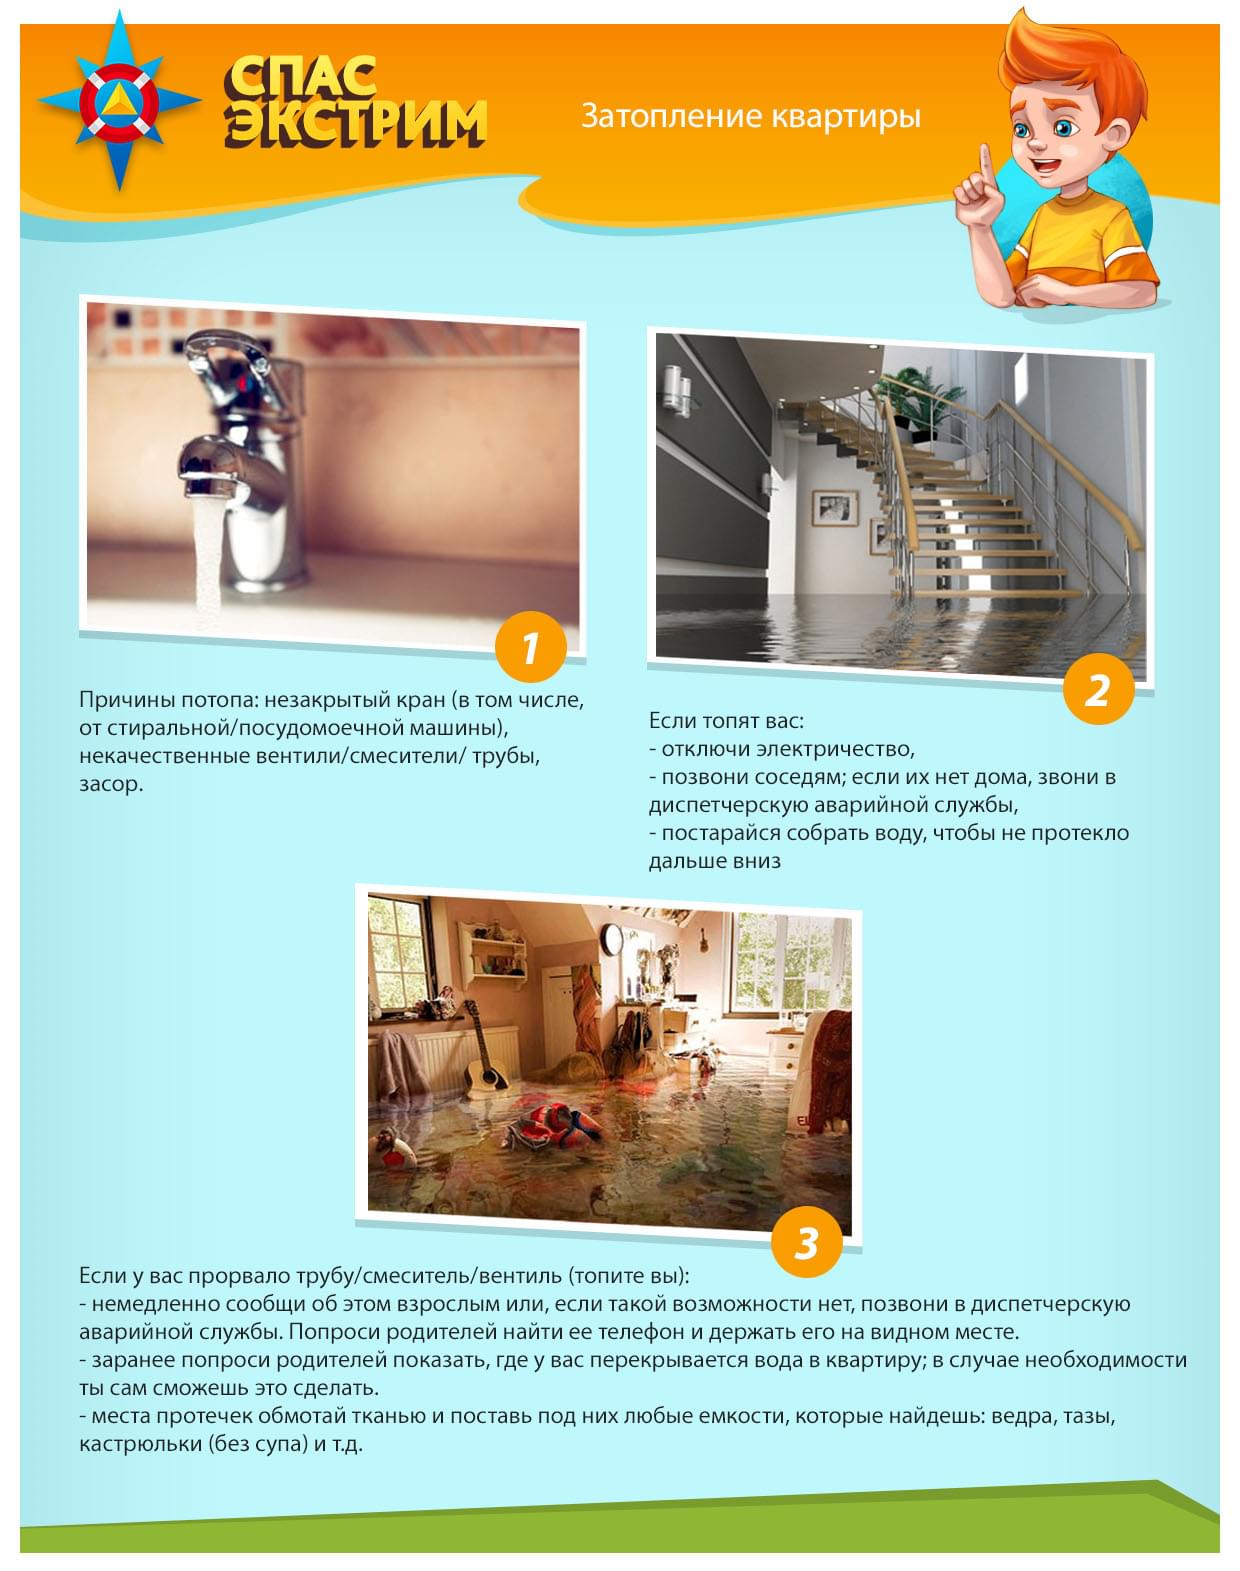 СПАС
ЭКСТРИМ
Затопление квартиры
1
Причины потопа: незакрытый кран (в том числе,
от стиральной/посудомоечной машины),
некачественные вентили/смесители/ трубы,
засор.
2
Если топят вас:
- отключи электричество,
- позвони соседям; если их нет дома, звони в
диспетчерскую аварийной службы,
- постарайся собрать воду, чтобы не протекло
дальше вниз
3
Если у вас прорвало трубу/смеситель/вентиль (топите вы):
- немедленно сообщи об этом взрослым или, если такой возможности нет, позвони в диспетчерскую
аварийной службы. Попроси родителей найти ее телефон и держать его на видном месте.
- заранее попроси родителей показать, где у вас перекрывается вода в квартиру; в случае необходимости
ты сам сможешь это сделать.
- места протечек обмотай тканью и поставь под них любые емкости, которые найдешь: ведра, тазы,
кастрюльки (без супа) и т.д.